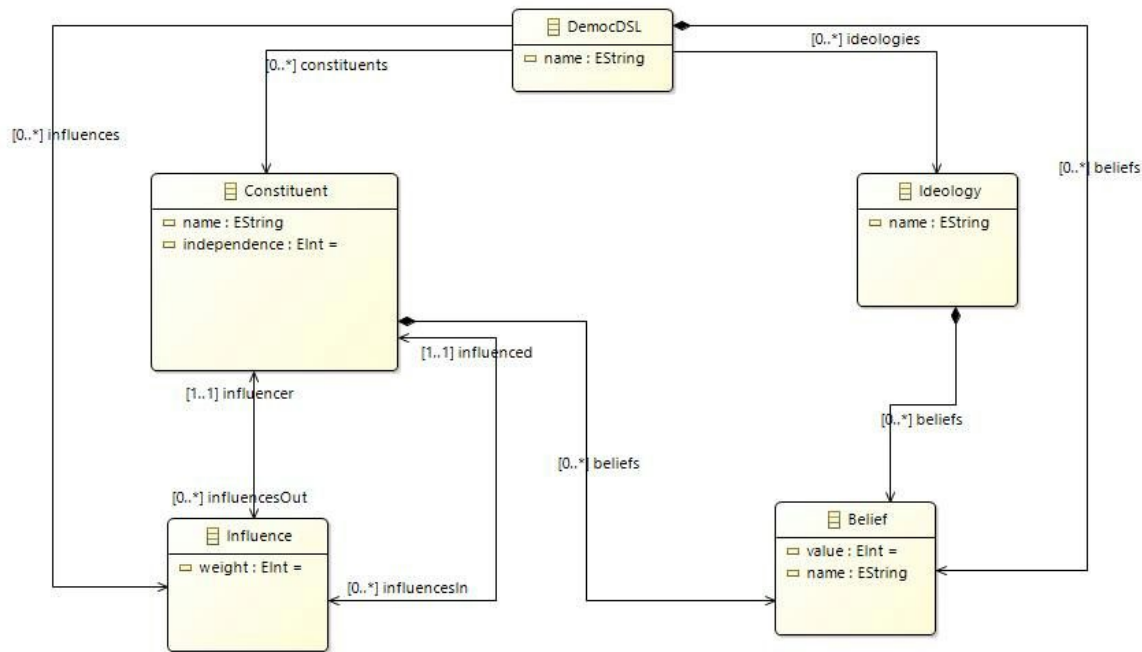 DemocDSL
name : EString
[0..*] ideologies
[0..*] constituents
[0..*] influences
[0..*] beliefs
Constituent
name : EString
independence : EInt =
Ideology
name : EString
[1..1] influenced
[1..1] influencer
[0..*] beliefs
[0..*] beliefs
[0..*] influencesOut
Influence
weight : EInt =
[0..*] influencesIn
Belief
value : EInt =
name : EString